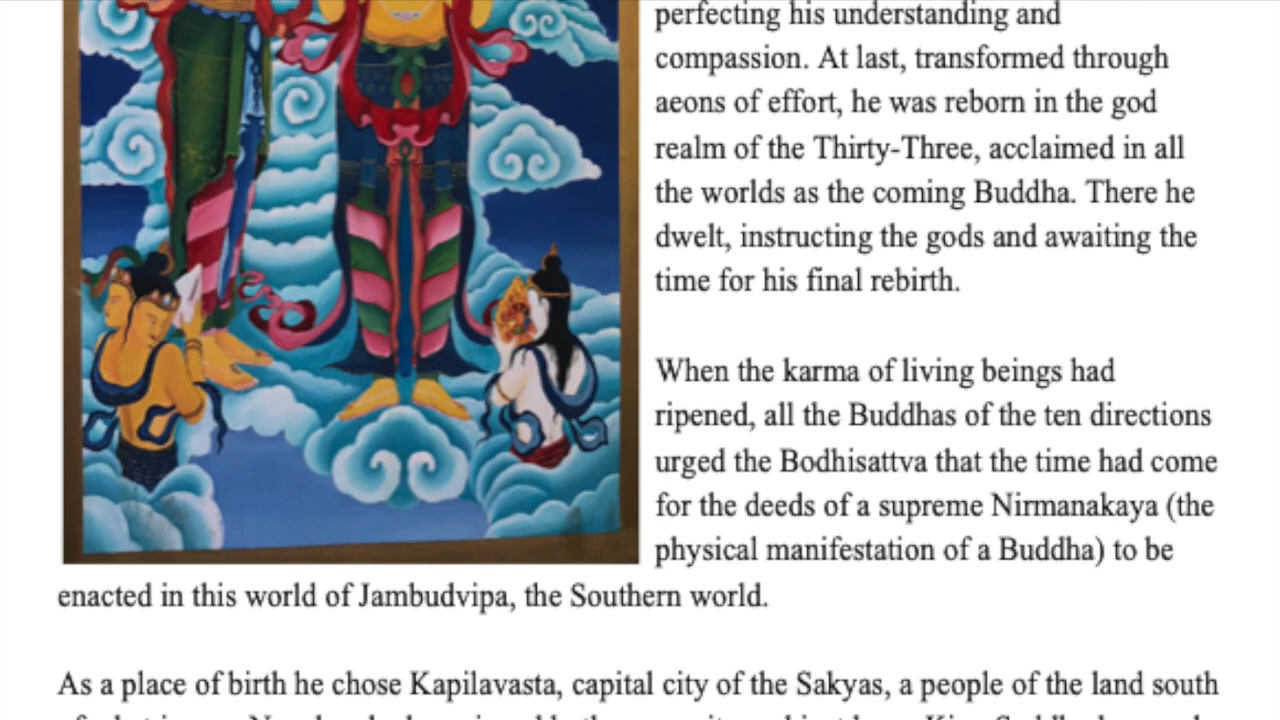 perfecting his understanding and
compassion. At last, transformed through
aeons of effort, he was reborn in the god
realm of the Thirty-Three, acclaimed in all
the worlds as the coming Buddha. There he
dwelt, instructing the gods and awaiting the
time for his final rebirth.
When the karma of living beings had
ripened, all the Buddhas of the ten directions
urged the Bodhisattva that the time had come
for the deeds of a supreme Nirmanakaya (the
physical manifestation of a Buddha) to be
enacted in this world of Jambudvipa, the Southern world.
As a place of birth he chose Kapilavasta, capital city of the Sakyas, a people of the land south